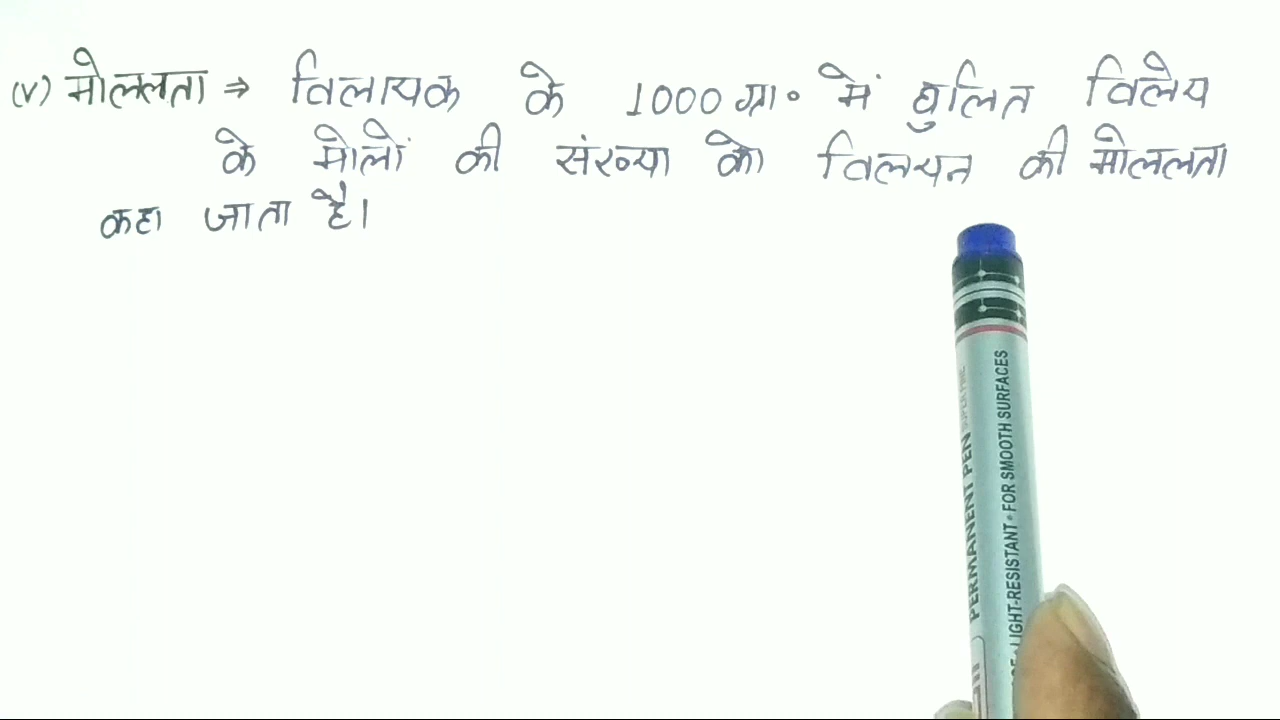 (v) मोललता ⇒ विलायक के 1000 ग्रा॰ में घुलित विलेय
के मोलों की संख्या को विलयन की मोललता
कहा जाता है।
PERMANENT PEN
LIGHT-RESISTANT • FOR SMOOTH SURFACES